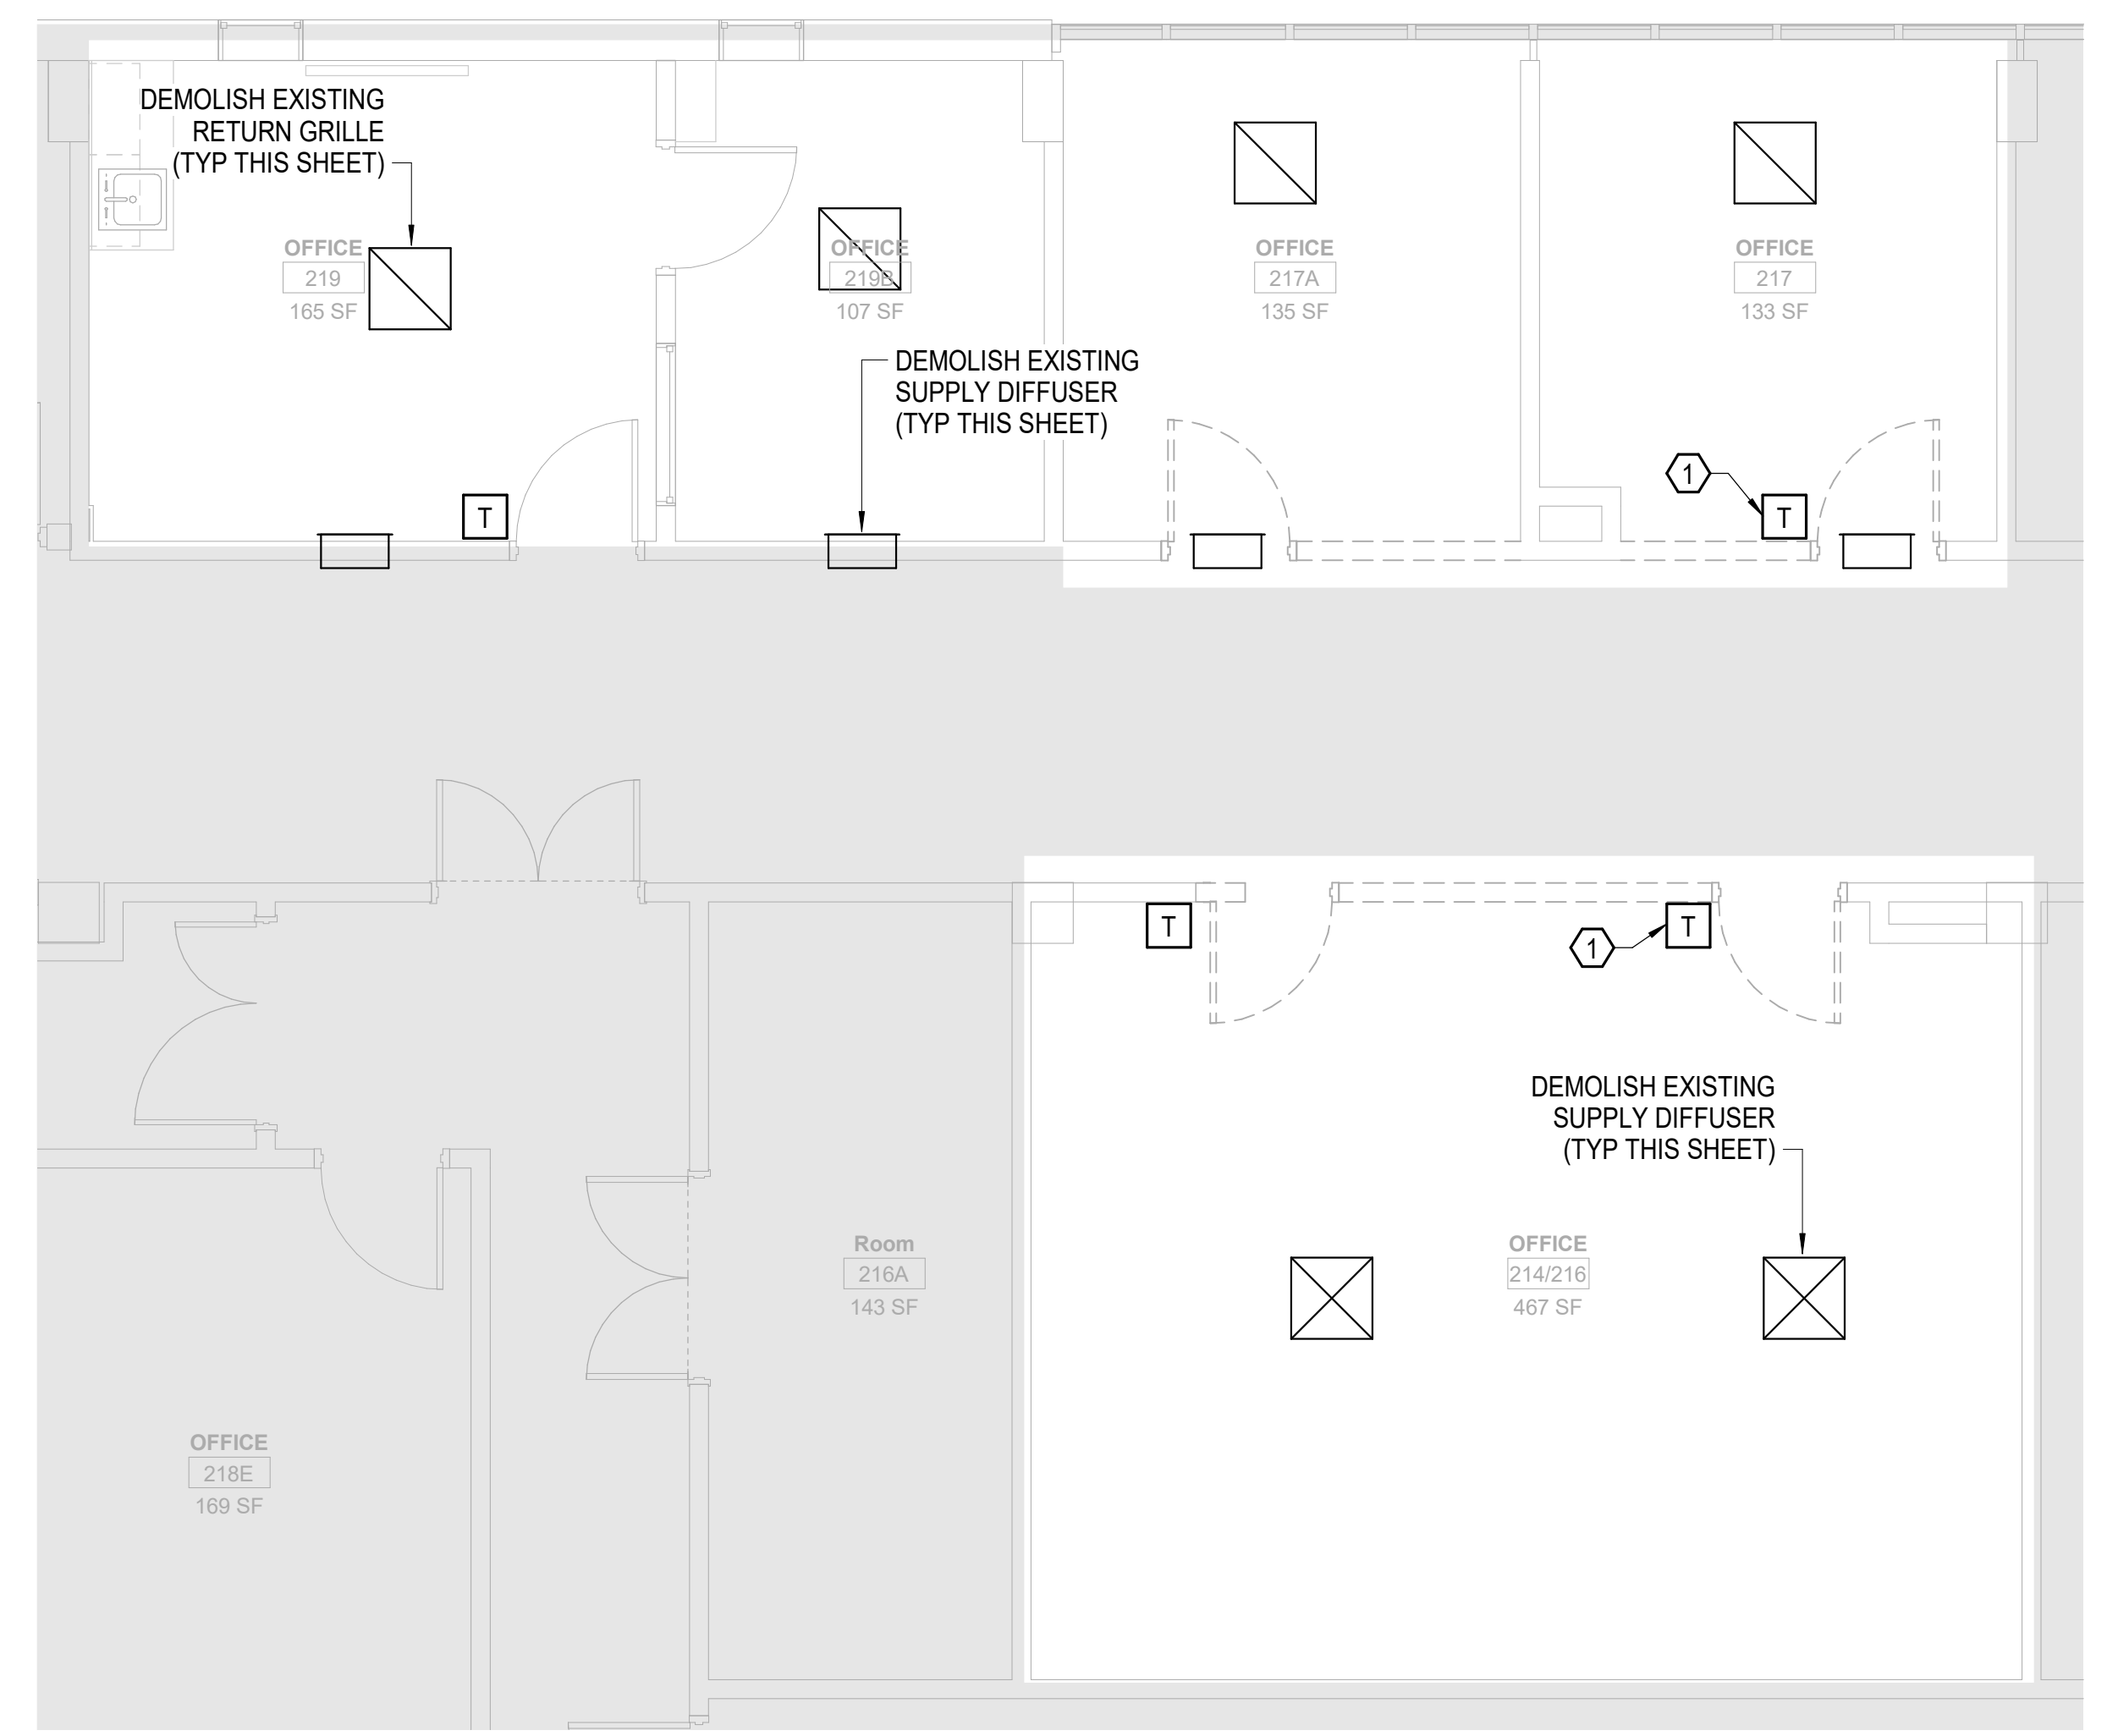 DEMOLISH EXISTING
RETURN GRILLE
(TYP THIS SHEET)
OFFICE
219
165 SF
OFFICE
219B
107 SF
OFFICE
217A
135 SF
OFFICE
217
133 SF
DEMOLISH EXISTING
SUPPLY DIFFUSER
(TYP THIS SHEET)
1
T
T
T
1
T
DEMOLISH EXISTING
SUPPLY DIFFUSER
(TYP THIS SHEET)
Room
216A
143 SF
OFFICE
214/216
467 SF
OFFICE
218E
169 SF